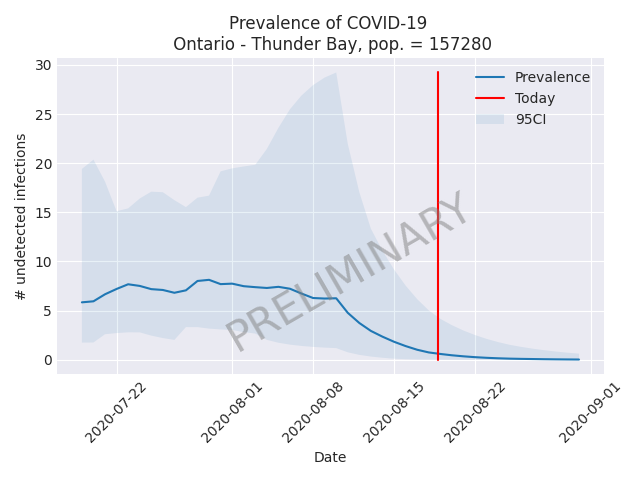 Prevalence of COVID-19
Ontario - Thunder Bay, pop. = 157280
# undetected infections
30
25
20
15
10
5
0
Prevalence
Today
95CI
PRELIMINARY
2020-07-22
2020-08-01
2020-08-08
2020-08-15
2020-08-22
2020-09-01
Date